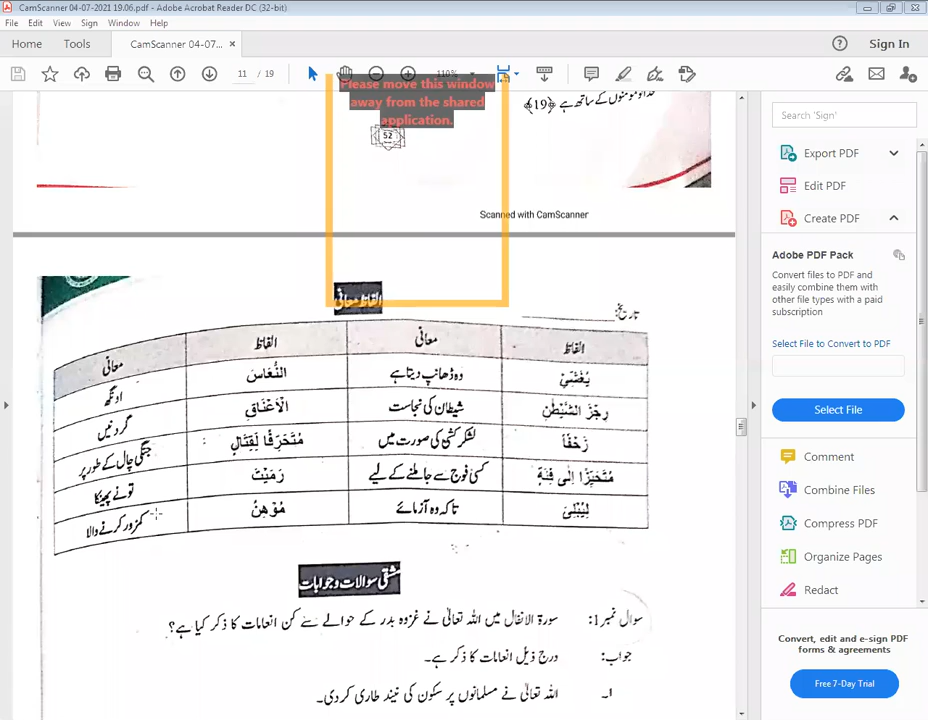 CamScanner 04-07-2021 19.06.pdf - Adobe Acrobat Reader DC (32-bit)
File Edit View Sign Window Help
Home Tools CamScanner 04-07... × Sign In
11 / 19 110%
Please move this window
away from the shared
application.
خدا تو مومنوں کے ساتھ ہے ﴿19﴾
52
Scanned with CamScanner
الفاظ معانی
تاریخ:
الفاظ معانی الفاظ معانی
يُغَشِّيْ وہ ڈھانپ دیتا ہے النُّعَاسَ اونگھ
رِجْزَ الشَّيْطٰنِ شیطان کی نجاست الْاَعْنَاقِ گردنیں
زَحْفًا لشکر کشی کی صورت میں مُتَحَرِّفًا لِّقِتَالٍ جنگی چال کے طور پر
مُتَحَيِّزًا اِلٰى فِئَةٍ کسی فوج سے جا ملنے کے لیے رَمَيْتَ تو نے پھینکا
لِيُبْلِىَ تاکہ وہ آزمائے مُوْهِنُ کمزور کرنے والا
مشقی سوالات و جوابات
سوال نمبر 1: سورۃ الانفال میں اللہ تعالیٰ نے غزوہ بدر کے حوالے سے کن انعامات کا ذکر کیا ہے؟
جواب: درج ذیل انعامات کا ذکر ہے۔
۱۔ اللہ تعالیٰ نے مسلمانوں پر سکون کی نیند طاری کر دی۔
Search 'Sign'
Export PDF
Edit PDF
Create PDF
Adobe PDF Pack
Convert files to PDF and
easily combine them with
other file types with a paid
subscription
Select File to Convert to PDF
Select File
Comment
Combine Files
Compress PDF
Organize Pages
Redact
Convert, edit and e-sign PDF
forms & agreements
Free 7-Day Trial